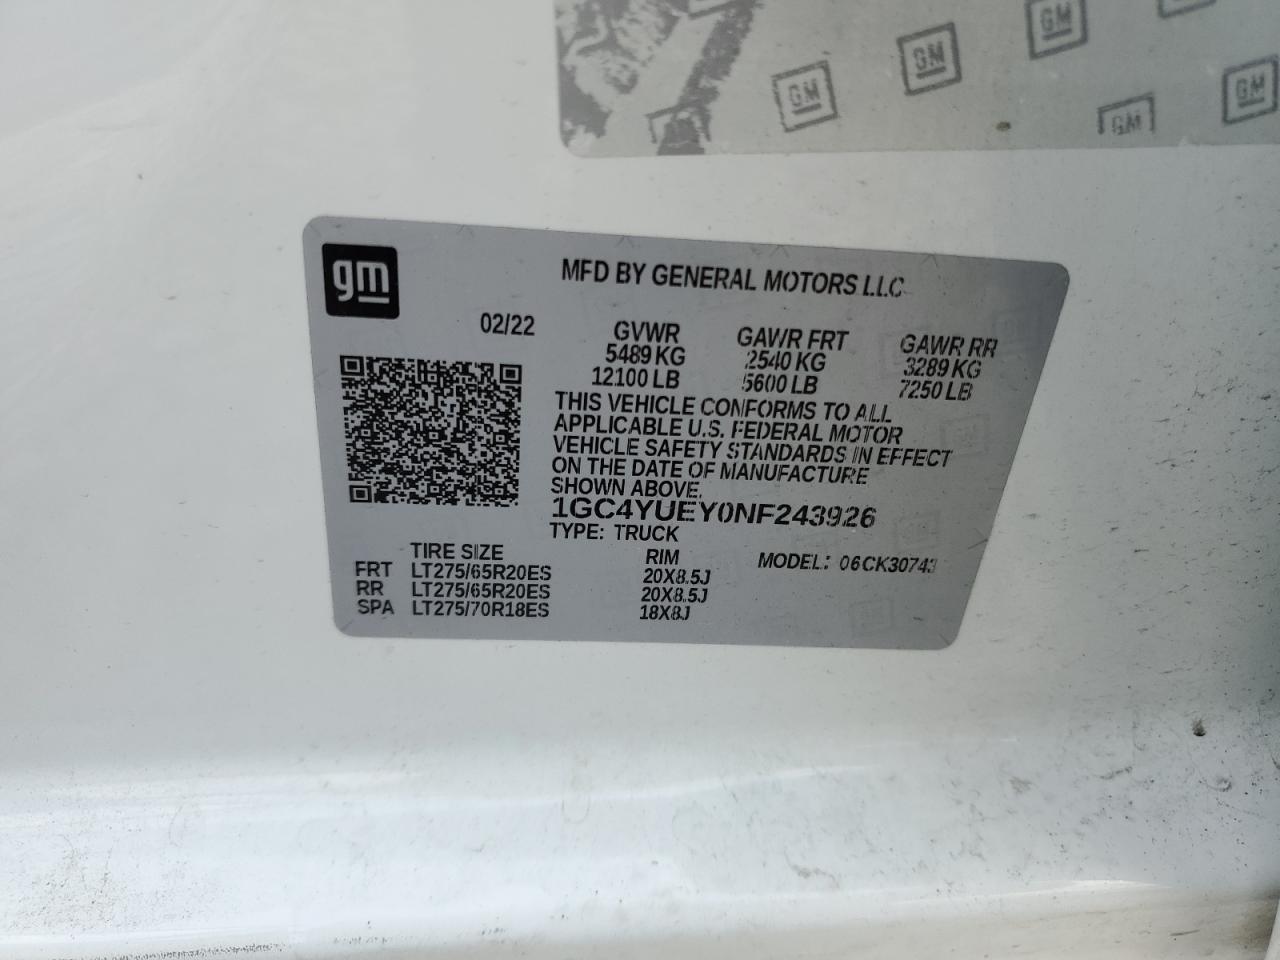 GM
GM
GM
GM
GM
gm
MFD BY GENERAL MOTORS LLC
02/22
GVWR GAWR FRT GAWR RR
5489 KG 2540 KG 3289 KG
12100 LB 5600 LB 7250 LB
THIS VEHICLE CONFORMS TO ALL
APPLICABLE U.S. FEDERAL MOTOR
VEHICLE SAFETY STANDARDS IN EFFECT
ON THE DATE OF MANUFACTURE
SHOWN ABOVE.
1GC4YUEY0NF243926
TYPE: TRUCK
TIRE SIZE RIM MODEL: 06CK30743
FRT LT275/65R20ES 20X8.5J
RR LT275/65R20ES 20X8.5J
SPA LT275/70R18ES 18X8J